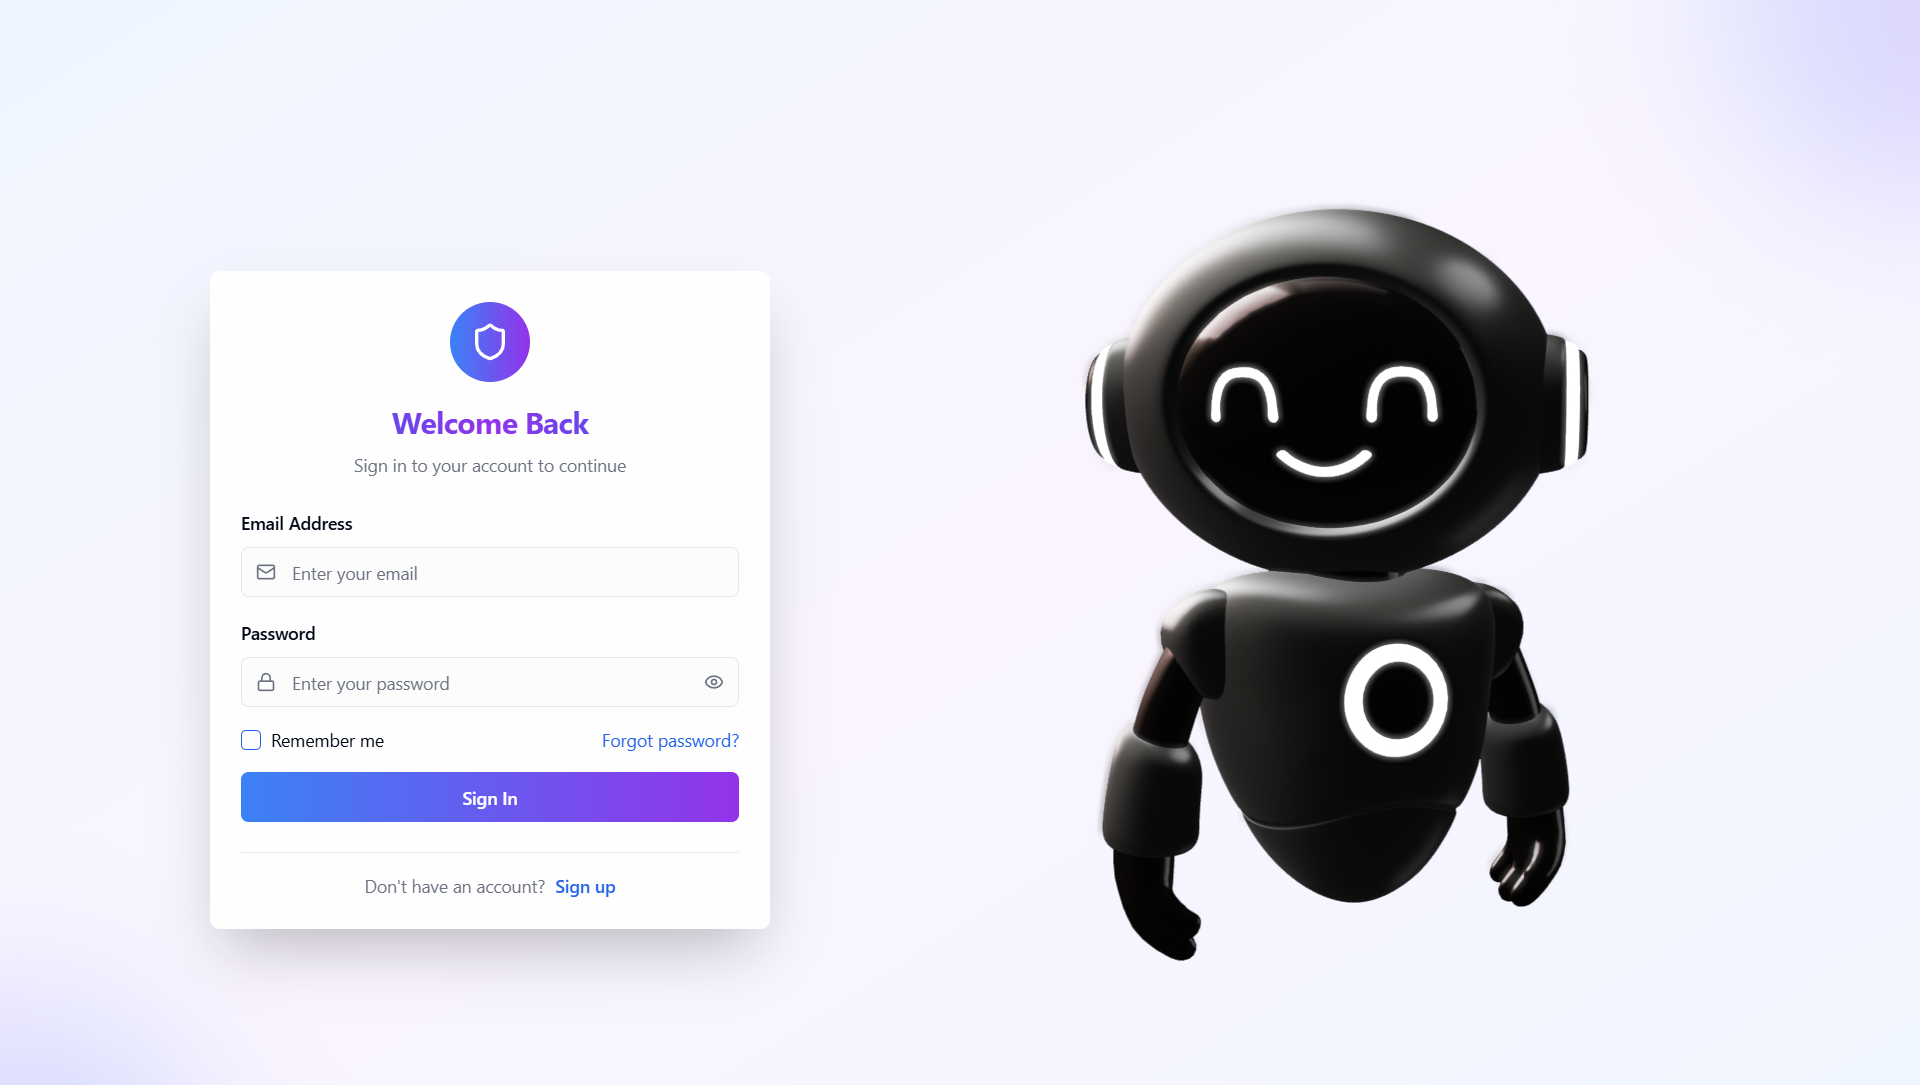 Welcome Back
Sign in to your account to continue
Email Address
Enter your email
Password
Enter your password
Remember me
Forgot password?
Sign In
Don't have an account? Sign up